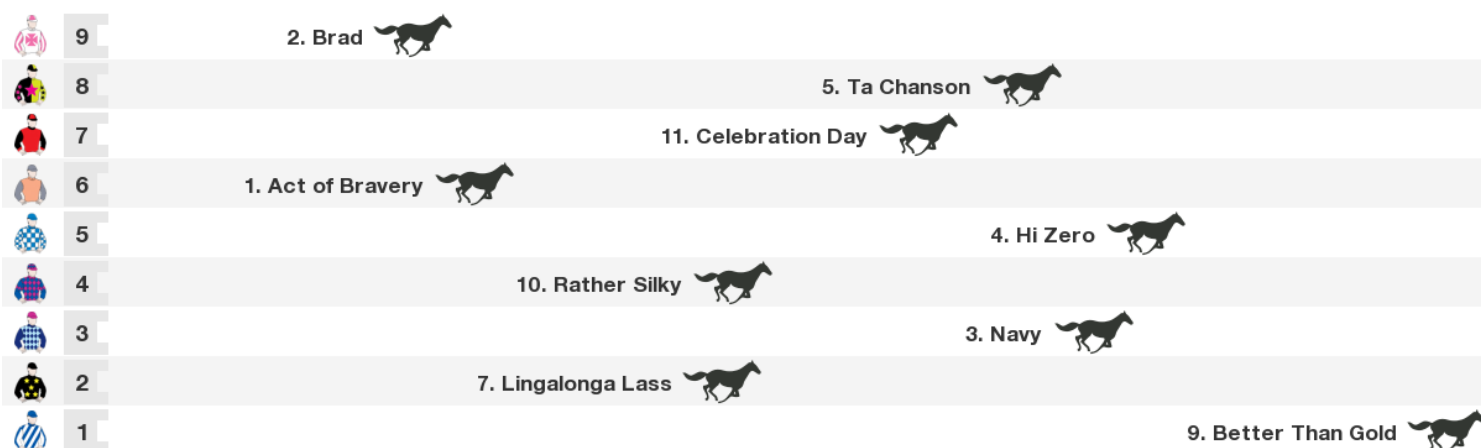 9 2. Brad
8 5. Ta Chanson
7 11. Celebration Day
6 1. Act of Bravery
5 4. Hi Zero
4 10. Rather Silky
3 3. Navy
2 7. Lingalonga Lass
1 9. Better Than Gold